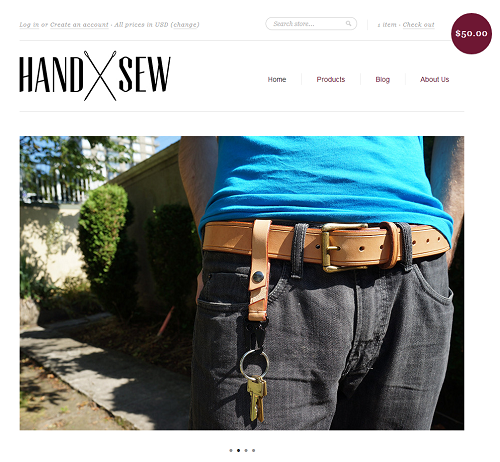 Log in or Create an account · All prices in USD (change)
Search store...
item · Check out
$50.00
HAND SEW
Home
Products
Blog
About Us